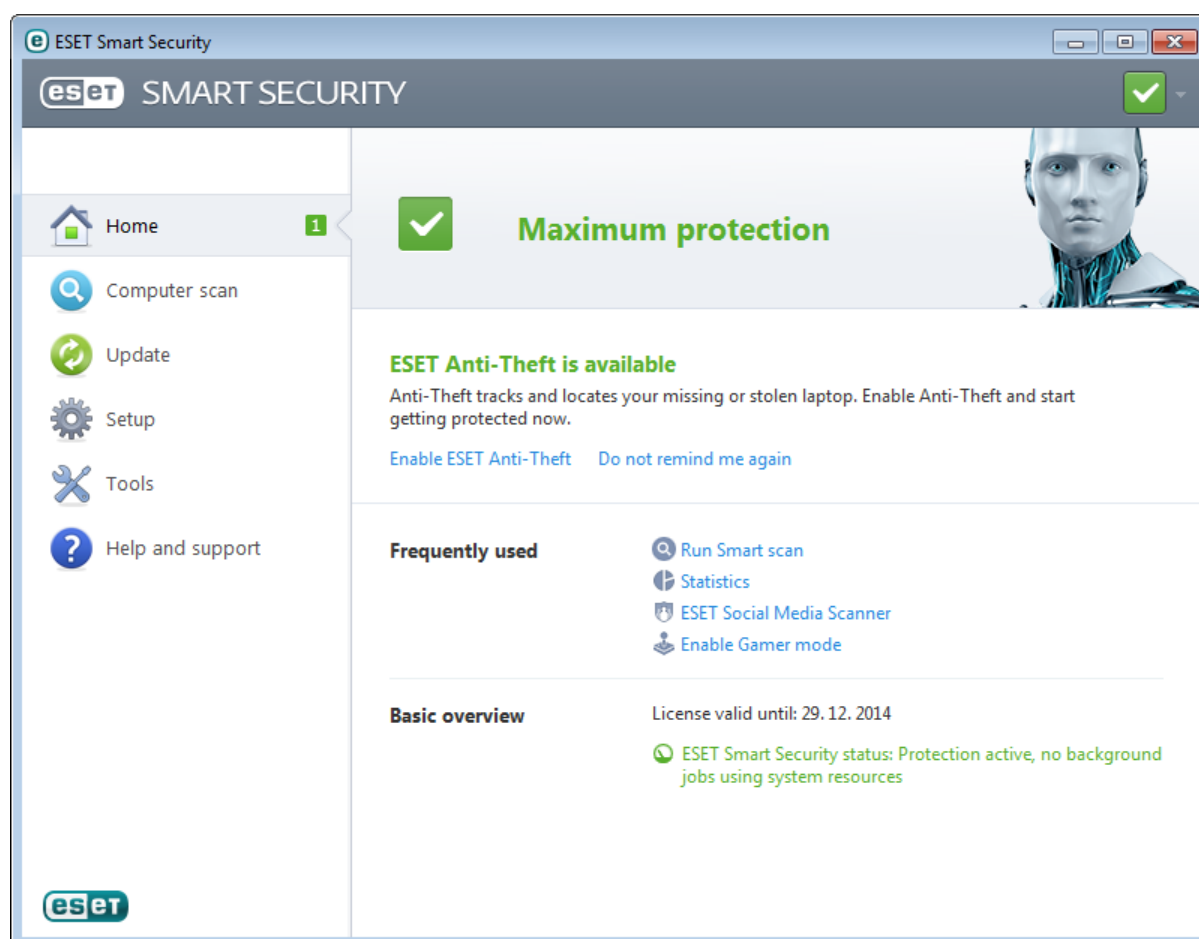 e ESET Smart Security
eset SMART SECURITY
Home 1
Computer scan
Update
Setup
Tools
? Help and support
eset
Maximum protection
ESET Anti-Theft is available
Anti-Theft tracks and locates your missing or stolen laptop. Enable Anti-Theft and start
getting protected now.
Enable ESET Anti-Theft Do not remind me again
Frequently used
Run Smart scan
Statistics
ESET Social Media Scanner
Enable Gamer mode
Basic overview
License valid until: 29. 12. 2014
ESET Smart Security status: Protection active, no background
jobs using system resources